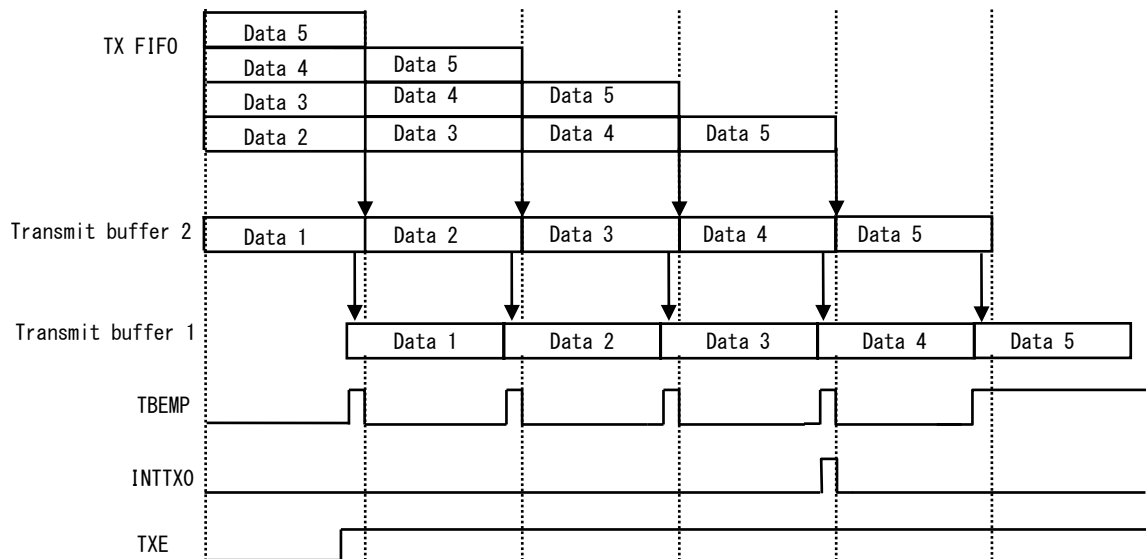 TX FIFO
Data 5
Data 4 Data 5
Data 3 Data 4 Data 5
Data 2 Data 3 Data 4 Data 5
Transmit buffer 2 Data 1 Data 2 Data 3 Data 4 Data 5
Transmit buffer 1 Data 1 Data 2 Data 3 Data 4 Data 5
TBEMP
INTTX0
TXE